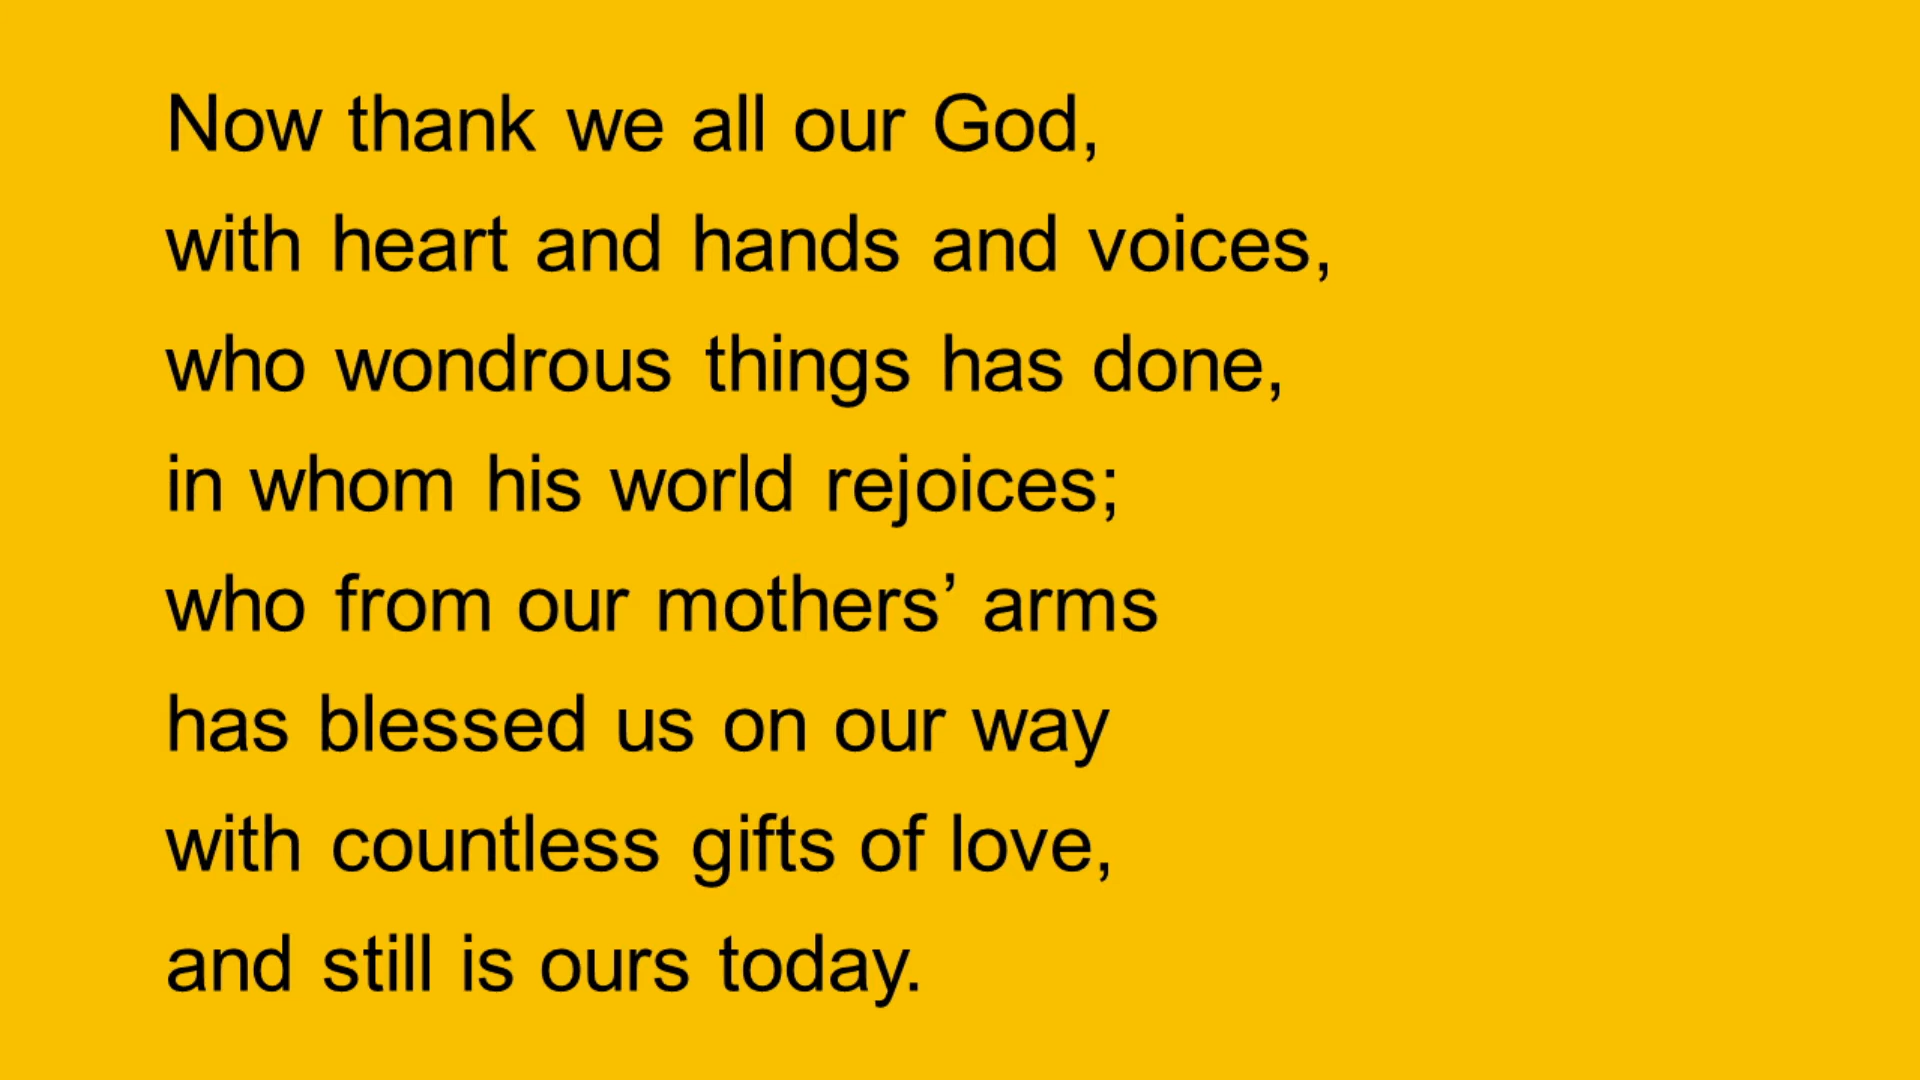 Now thank we all our God,
with heart and hands and voices,
who wondrous things has done,
in whom his world rejoices;
who from our mothers’ arms
has blessed us on our way
with countless gifts of love,
and still is ours today.